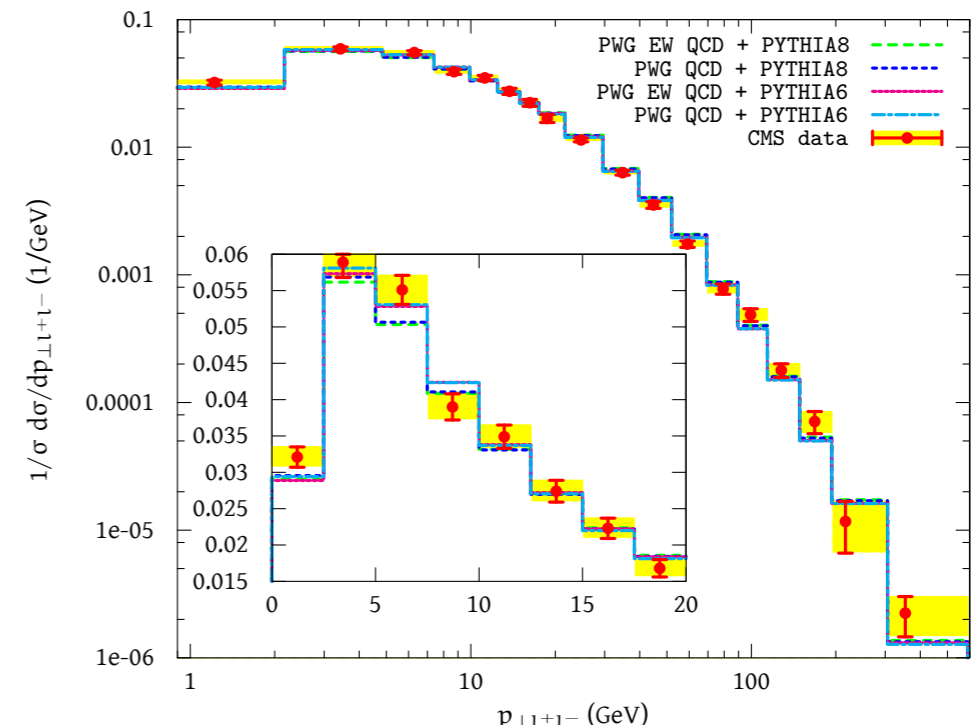 0.1
0.01
0.001
0.0001
1e-05
1e-06
1/σ dσ/dp⊥l+l− (1/GeV)
PWG EW QCD + PYTHIA8
PWG QCD + PYTHIA8
PWG EW QCD + PYTHIA6
PWG QCD + PYTHIA6
CMS data
0.06
0.055
0.05
0.045
0.04
0.035
0.03
0.025
0.02
0.015
0 5 10 15 20
1 10 100
p⊥l+l− (GeV)